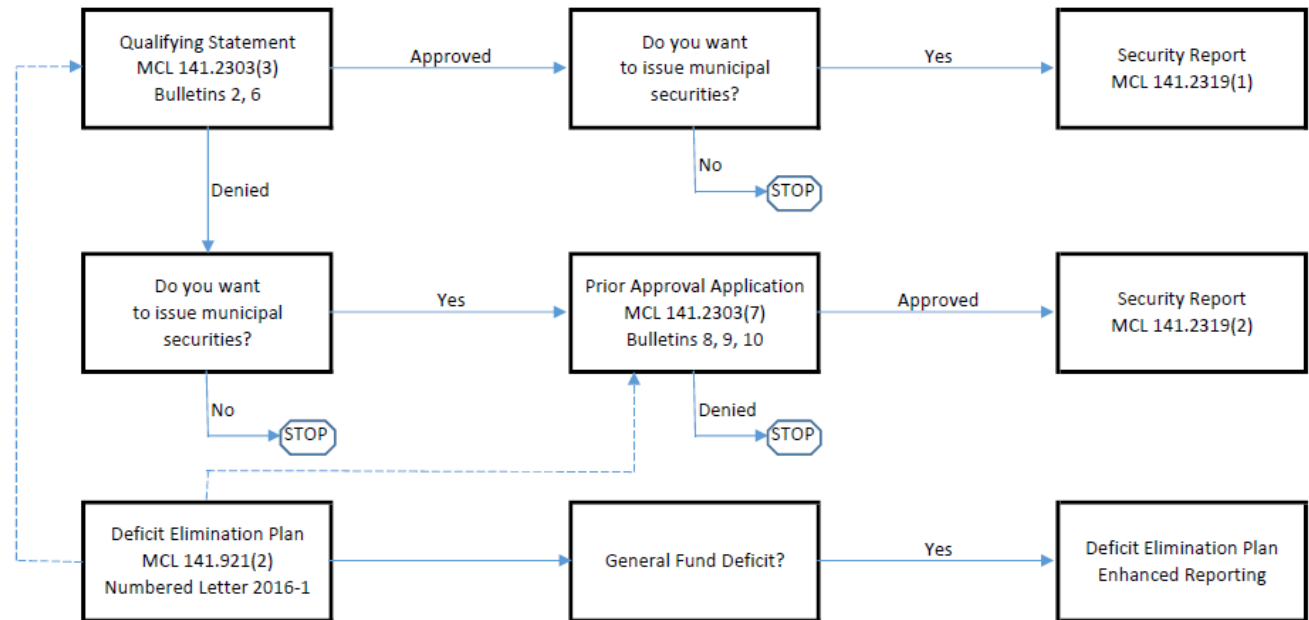 Qualifying Statement
MCL 141.2303(3)
Bulletins 2, 6
Approved
Do you want
to issue municipal
securities?
Yes
Security Report
MCL 141.2319(1)
No
STOP
Denied
Do you want
to issue municipal
securities?
Yes
Prior Approval Application
MCL 141.2303(7)
Bulletins 8, 9, 10
Approved
Security Report
MCL 141.2319(2)
No
STOP
Denied
STOP
Deficit Elimination Plan
MCL 141.921(2)
Numbered Letter 2016-1
General Fund Deficit?
Yes
Deficit Elimination Plan
Enhanced Reporting